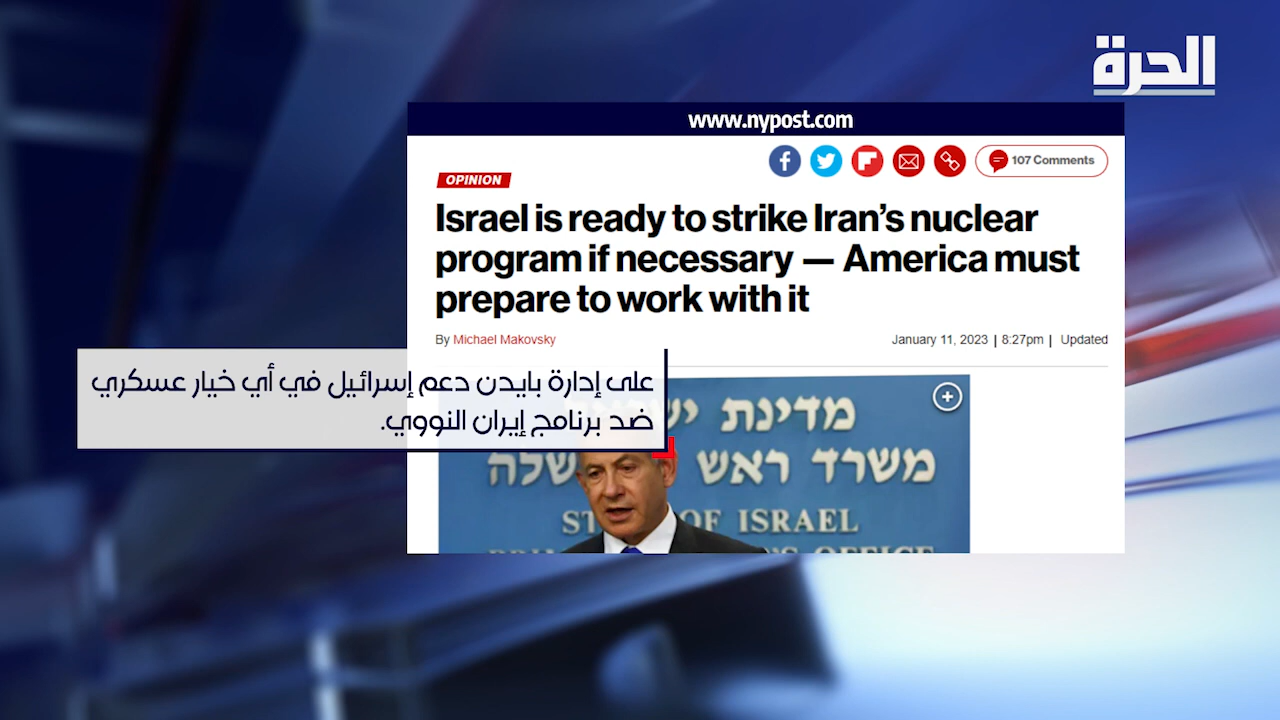 الحرة
www.nypost.com
107 Comments
OPINION
Israel is ready to strike Iran's nuclear
program if necessary — America must
prepare to work with it
By Michael Makovsky
January 11, 2023 | 8:27pm | Updated
على إدارة بايدن دعم إسرائيل في أي خيار عسكري
ضد برنامج إيران النووي.
מדינת
משרד ראש
OF ISRAEL